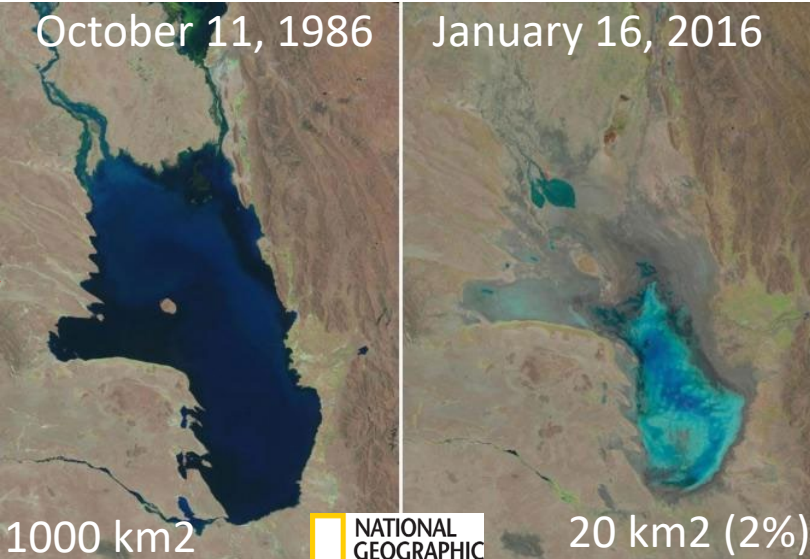 October 11, 1986
January 16, 2016
1000 km2
NATIONAL
GEOGRAPHIC
20 km2 (2%)